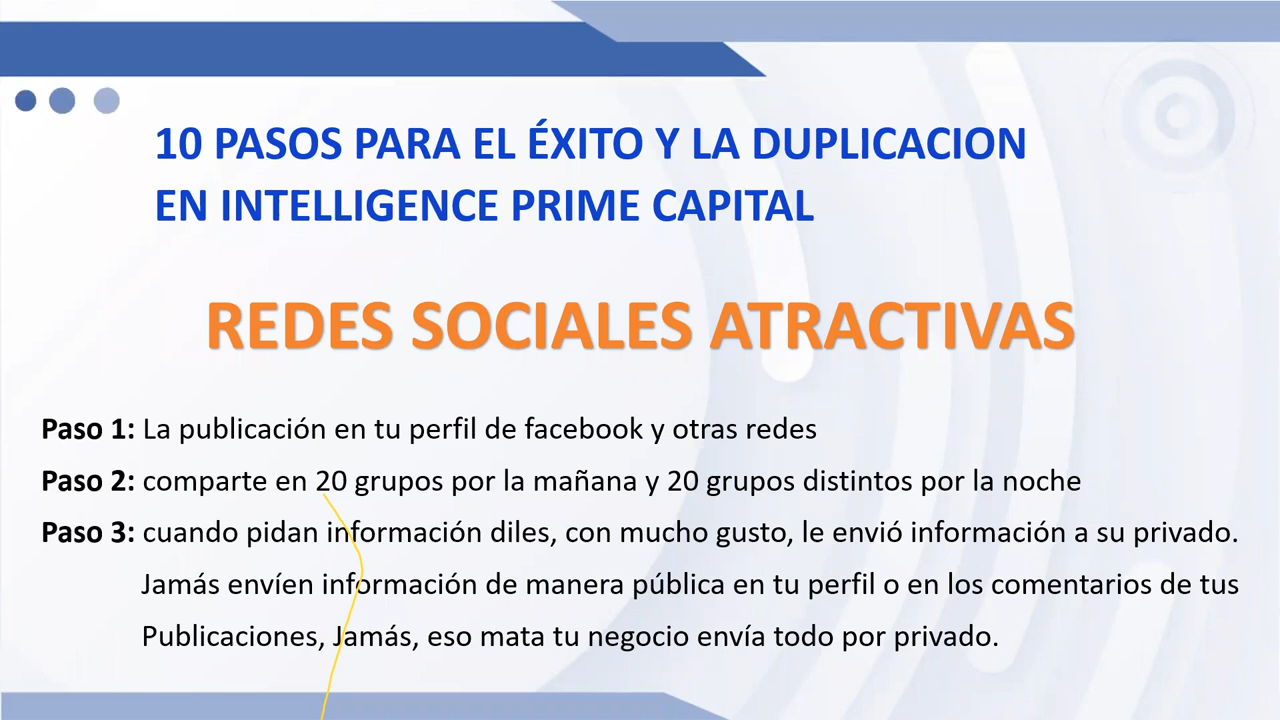 10 PASOS PARA EL ÉXITO Y LA DUPLICACION
EN INTELLIGENCE PRIME CAPITAL
REDES SOCIALES ATRACTIVAS
Paso 1: La publicación en tu perfil de facebook y otras redes
Paso 2: comparte en 20 grupos por la mañana y 20 grupos distintos por la noche
Paso 3: cuando pidan información diles, con mucho gusto, le envió información a su privado.
Jamás envíen información de manera pública en tu perfil o en los comentarios de tus
Publicaciones, Jamás, eso mata tu negocio envía todo por privado.